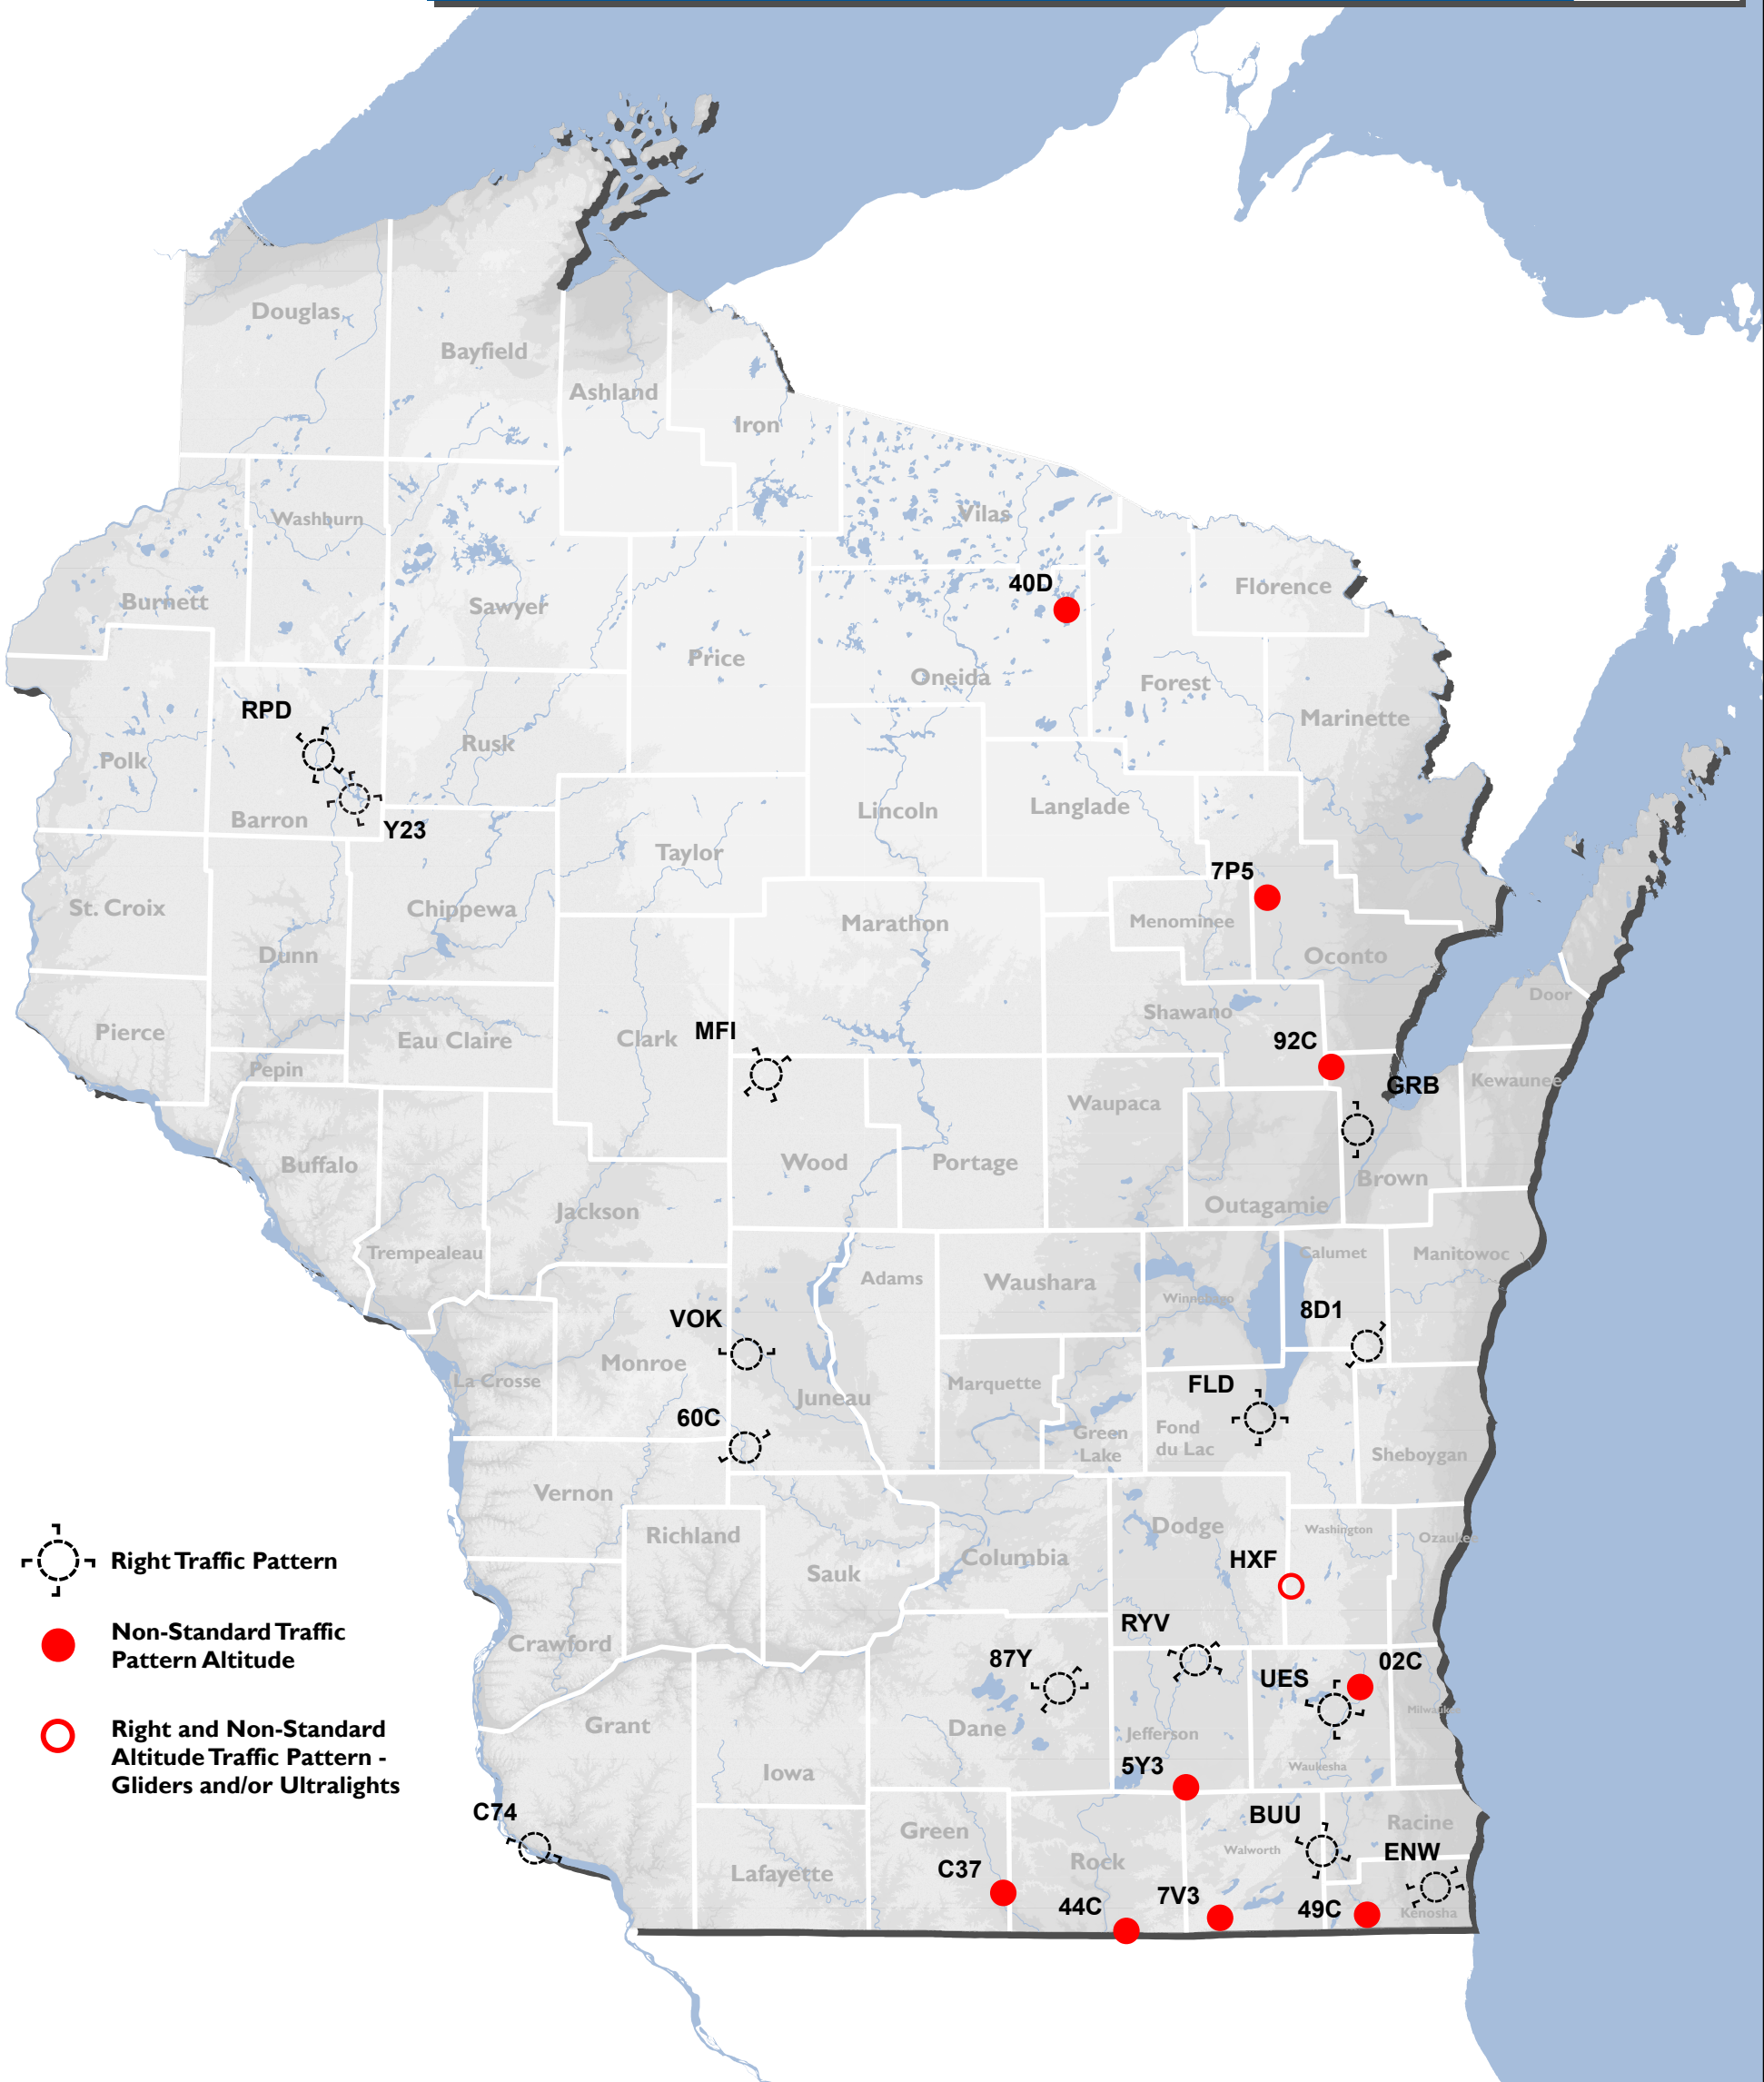 Douglas
Bayfield
Ashland
Iron
Vilas
Washburn
Burnett
Sawyer
40D
Florence
Price
Oneida
Forest
RPD
Marinette
Polk
Rusk
Barron
Y23
Lincoln
Langlade
Taylor
7P5
St. Croix
Chippewa
Marathon
Menominee
Dunn
Oconto
Door
Shawano
Pierce
Eau Claire
Clark
MFI
92C
Pepin
GRB
Kewaunee
Waupaca
Buffalo
Wood
Portage
Brown
Outagamie
Jackson
Trempealeau
Adams
Waushara
Calumet
Manitowoc
Winnebago
VOK
8D1
Monroe
La Crosse
Juneau
Marquette
FLD
60C
Green
Lake
Fond
du Lac
Sheboygan
Vernon
Richland
Dodge
Washington
Ozaukee
Columbia
Sauk
HXF
Crawford
RYV
87Y
UES
02C
Grant
Dane
Jefferson
Milwaukee
Iowa
5Y3
Waukesha
C74
BUU
Racine
Green
Rock
Walworth
ENW
Lafayette
C37
44C
7V3
49C
Kenosha
Right Traffic Pattern
Non-Standard Traffic
Pattern Altitude
Right and Non-Standard
Altitude Traffic Pattern -
Gliders and/or Ultralights